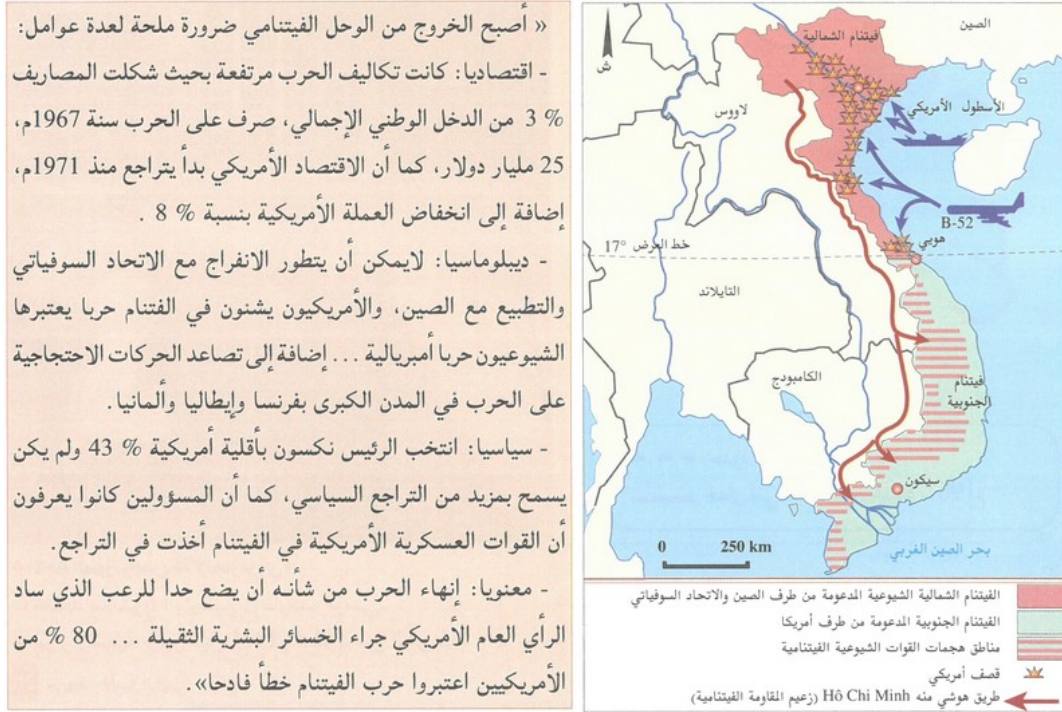 « أصبح الخروج من الوحل الفيتنامي ضرورة ملحة لعدة عوامل:
- اقتصاديا: كانت تكاليف الحرب مرتفعة بحيث شكلت المصاريف
3 % من الدخل الوطني الإجمالي، صرف على الحرب سنة 1967م،
25 مليار دولار، كما أن الاقتصاد الأمريكي بدأ يتراجع منذ 1971م،
إضافة إلى انخفاض العملة الأمريكية بنسبة % 8 .
- ديبلوماسيا: لايمكن أن يتطور الانفراج مع الاتحاد السوفياتي
والتطبيع مع الصين، والأمريكيون يشنون في الفتنام حربا يعتبرها
الشيوعيون حربا أمبريالية ... إضافة إلى تصاعد الحركات الاحتجاجية
على الحرب في المدن الكبرى بفرنسا وإيطاليا وألمانيا.
- سياسيا: انتخب الرئيس نكسون بأقلية أمريكية % 43 ولم يكن
يسمح بمزيد من التراجع السياسي، كما أن المسؤولين كانوا يعرفون
أن القوات العسكرية الأمريكية في الفيتنام أخذت في التراجع.
- معنويا: إنهاء الحرب من شأنه أن يضع حدا للرعب الذي ساد
الرأي العام الأمريكي جراء الخسائر البشرية الثقيلة ... 80 % من
الأمريكيين اعتبروا حرب الفيتنام خطأ فادحا».
الصين
فيتنام الشمالية
ش
لاووس
الأسطول الأمريكي
B-52
هويي
خط العرض 17°
التايلاند
الكامبودج
فيتنام
الجنوبية
سيكون
بحر الصين الغربي
0 250 km
الفيتنام الشمالية الشيوعية المدعومة من طرف الصين والاتحاد السوفياتي
الفيتنام الجنوبية المدعومة من طرف أمريكا
مناطق هجمات القوات الشيوعية الفيتنامية
قصف أمريكي
طريق هوشي منه Hô Chi Minh (زعيم المقاومة الفيتنامية)